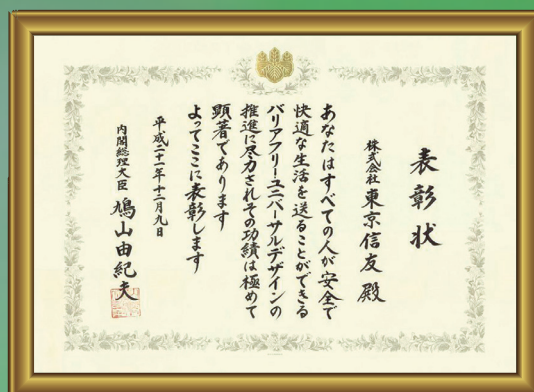 表彰状
株式会社 東京信友 殿
あなたはすべての人が安全で
快適な生活を送ることができる
バリアフリー・ユニバーサルデザインの
推進に尽力されその功績は極めて
顕著であります
よってここに表彰します
平成二十一年十二月九日
内閣総理大臣 鳩山由紀夫